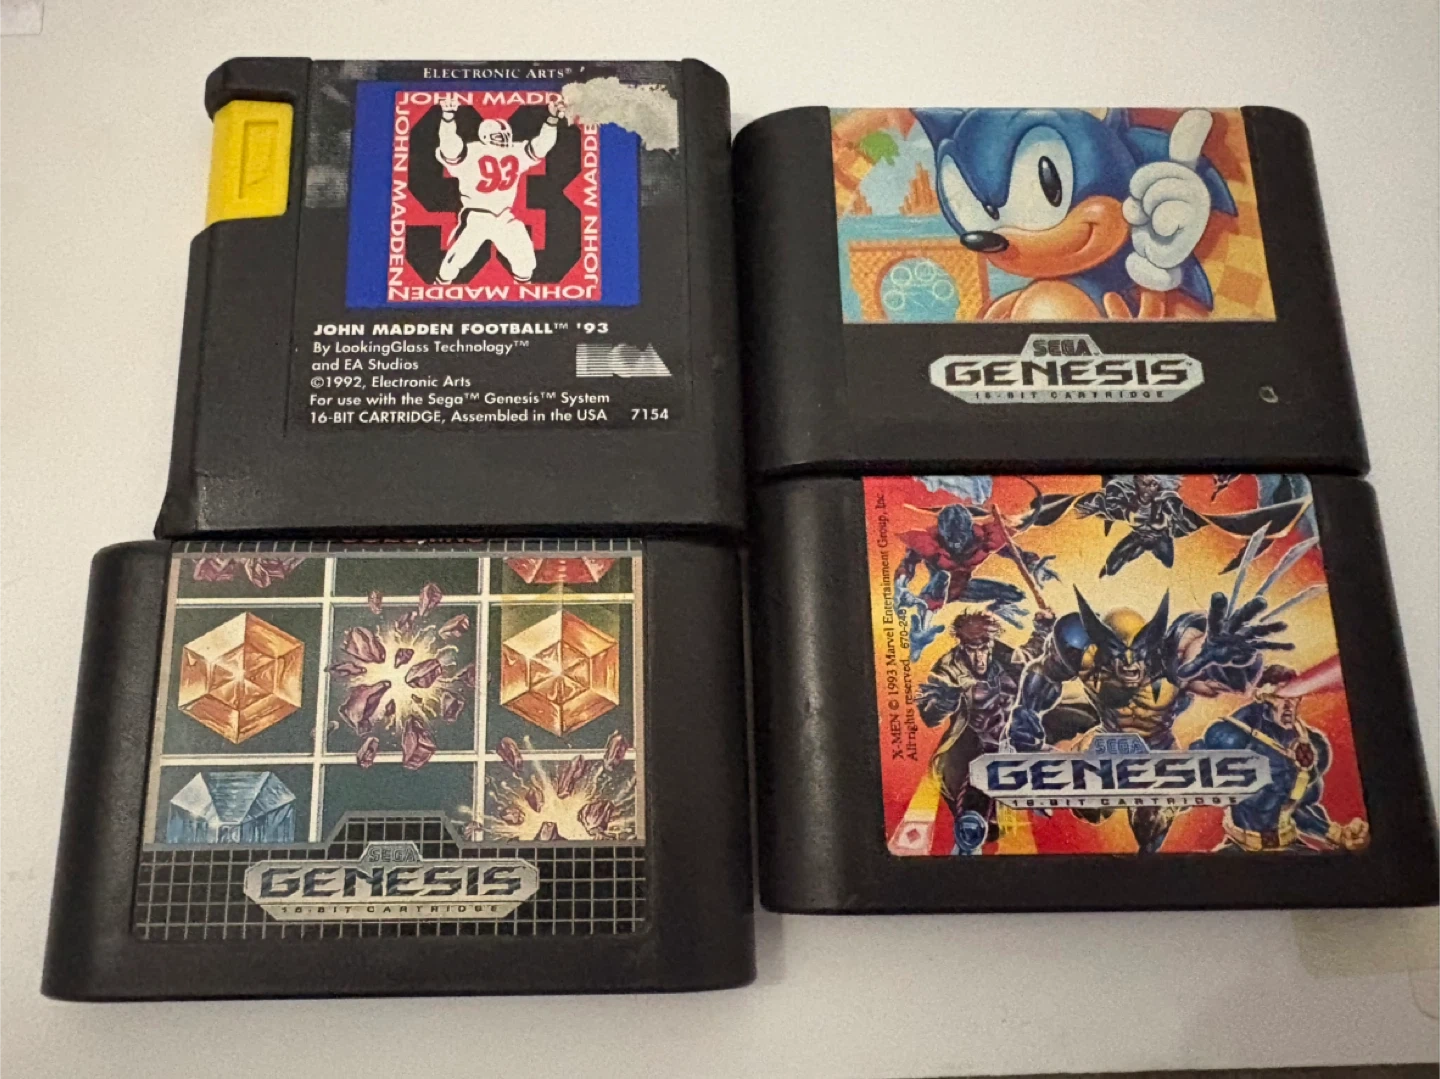 ELECTRONIC ARTS®
JOHN MADD
JOHN MADDEN
JOHN MADDE
JOHN MADDEN
93
JOHN MADDEN FOOTBALL™ '93
By LookingGlass Technology™
and EA Studios
©1992, Electronic Arts
For use with the Sega™ Genesis™ System
16-BIT CARTRIDGE, Assembled in the USA 7154
EA
SEGA
GENESIS
16-BIT CARTRIDGE
SEGA
GENESIS
16-BIT CARTRIDGE
X-MEN © 1993 Marvel Entertainment Group, Inc.
All rights reserved. 670-248
SEGA
GENESIS
16-BIT CARTRIDGE